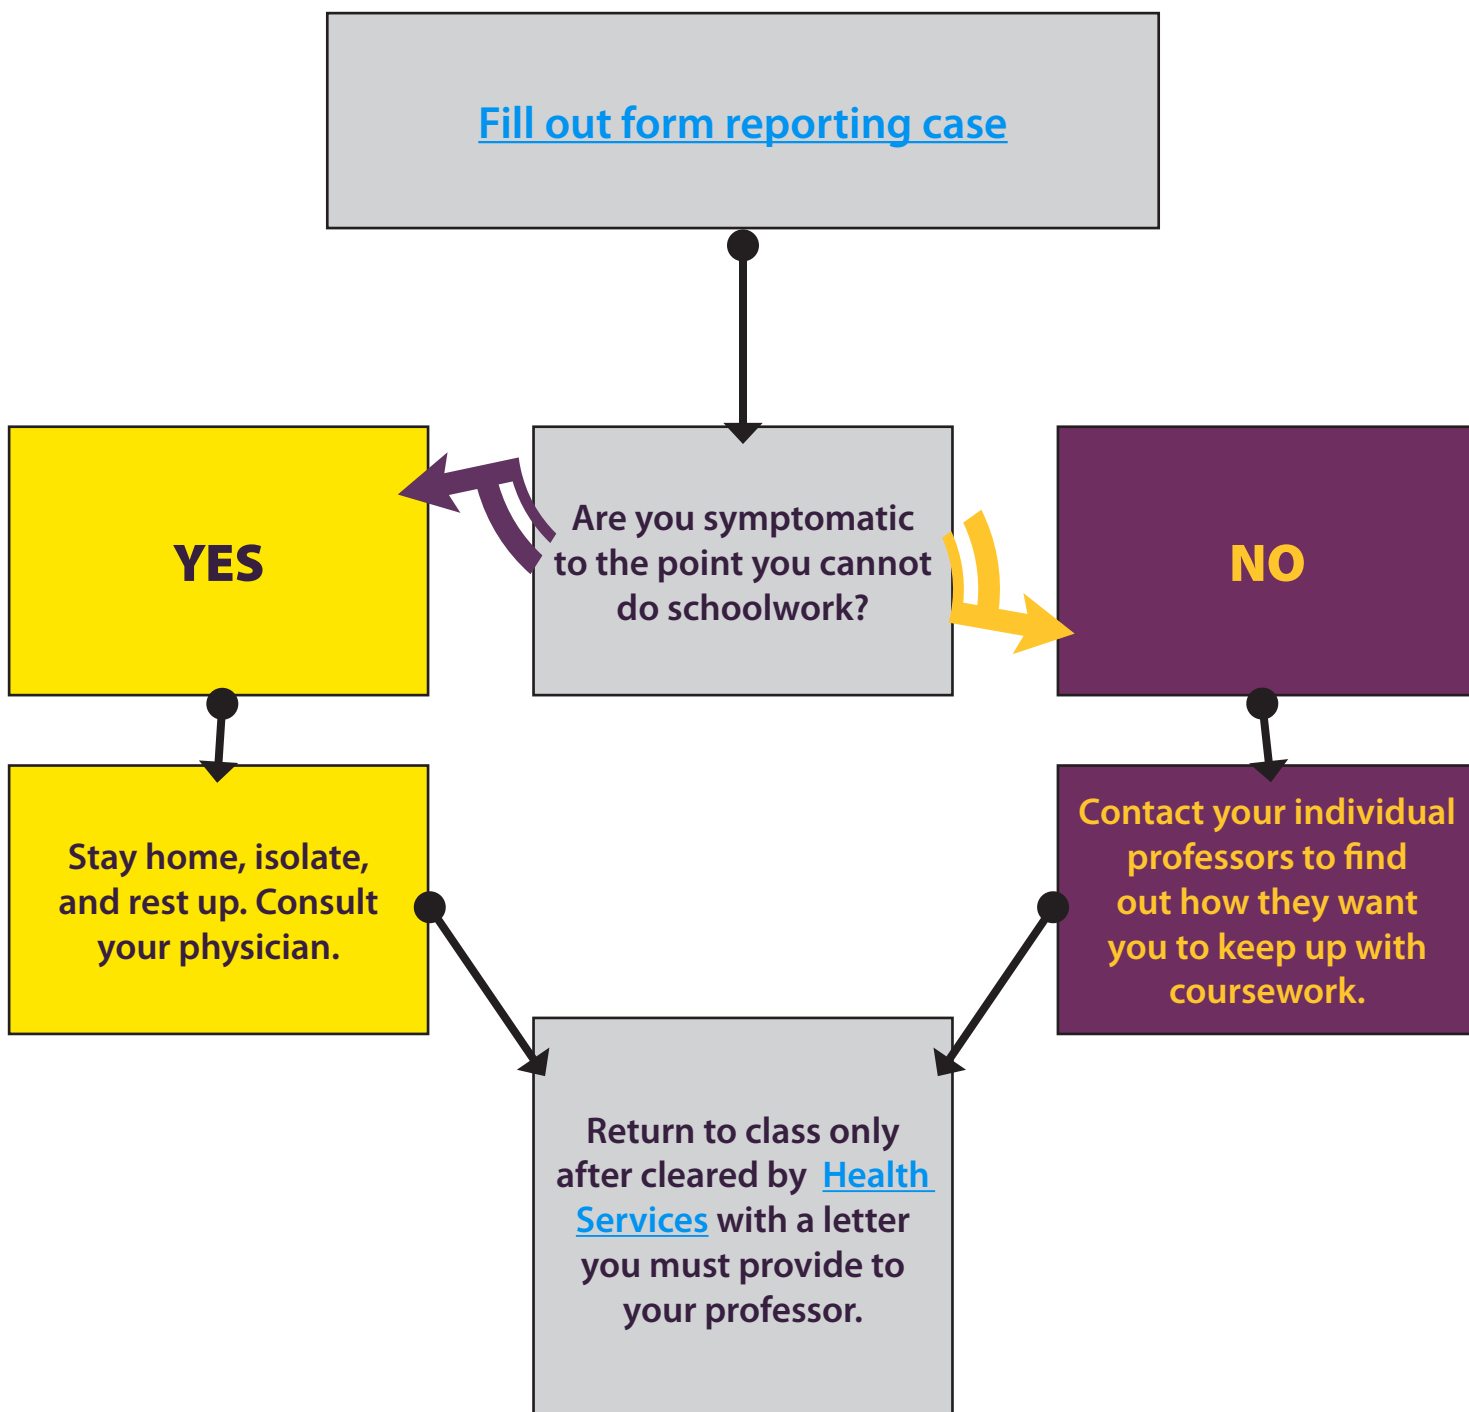 Fill out form reporting case
YES
Are you symptomatic
to the point you cannot
do schoolwork?
NO
Stay home, isolate,
and rest up. Consult
your physician.
Contact your individual
professors to find
out how they want
you to keep up with
coursework.
Return to class only
after cleared by Health
Services with a letter
you must provide to
your professor.